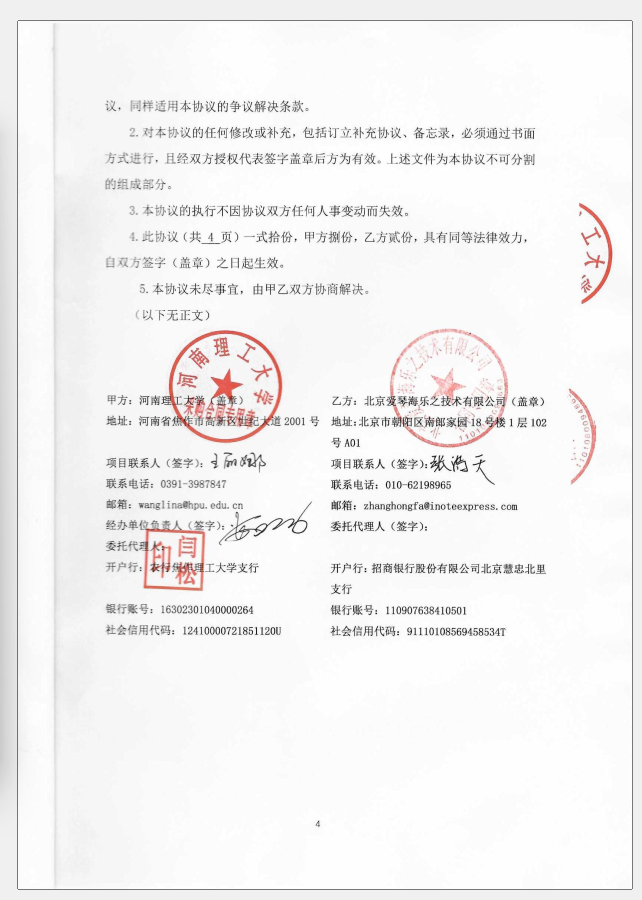 议，同样适用本协议的争议解决条款。
2.对本协议的任何修改或补充，包括订立补充协议、备忘录，必须通过书面
方式进行，且经双方授权代表签字盖章后方为有效。上述文件为本协议不可分割
的组成部分。
3.本协议的执行不因协议双方任何人事变动而失效。
4.此协议（共 4 页）一式拾份，甲方捌份，乙方贰份，具有同等法律效力，
自双方签字（盖章）之日起生效。
5.本协议未尽事宜，由甲乙双方协商解决。
（以下无正文）
河南理工大学
甲方：河南理工大学（盖章）
地址：河南省焦作市高新区世纪大道 2001 号
项目联系人（签字）：
联系电话：0391-3987847
邮箱：wanglina@hpu.edu.cn
经办单位负责人（签字）：
委托代理人：
闫松印
开户行：农行焦作理工大学支行
银行账号：16302301040000264
社会信用代码：12410000721851120U
乙方：北京爱琴海乐之技术有限公司（盖章）
地址：北京市朝阳区南郎家园 18 号楼 1 层 102
号 A01
项目联系人（签字）：张鸿天
联系电话：010-62198965
邮箱：zhanghongfa@inoteexpress.com
委托代理人（签字）：
开户行：招商银行股份有限公司北京慧忠北里
支行
银行账号：110907638410501
社会信用代码：91110108569458534T
工大学
4